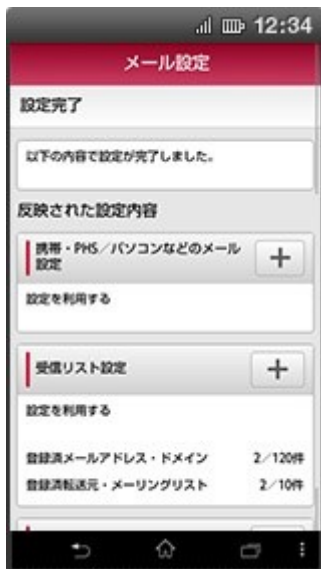 12:34
メール設定
設定完了
以下の内容で設定が完了しました。
反映された設定内容
携帯・PHS／パソコンなどのメール
設定
設定を利用する
受信リスト設定
設定を利用する
登録済メールアドレス・ドメイン 2／120件
登録済転送元・メーリングリスト 2／10件